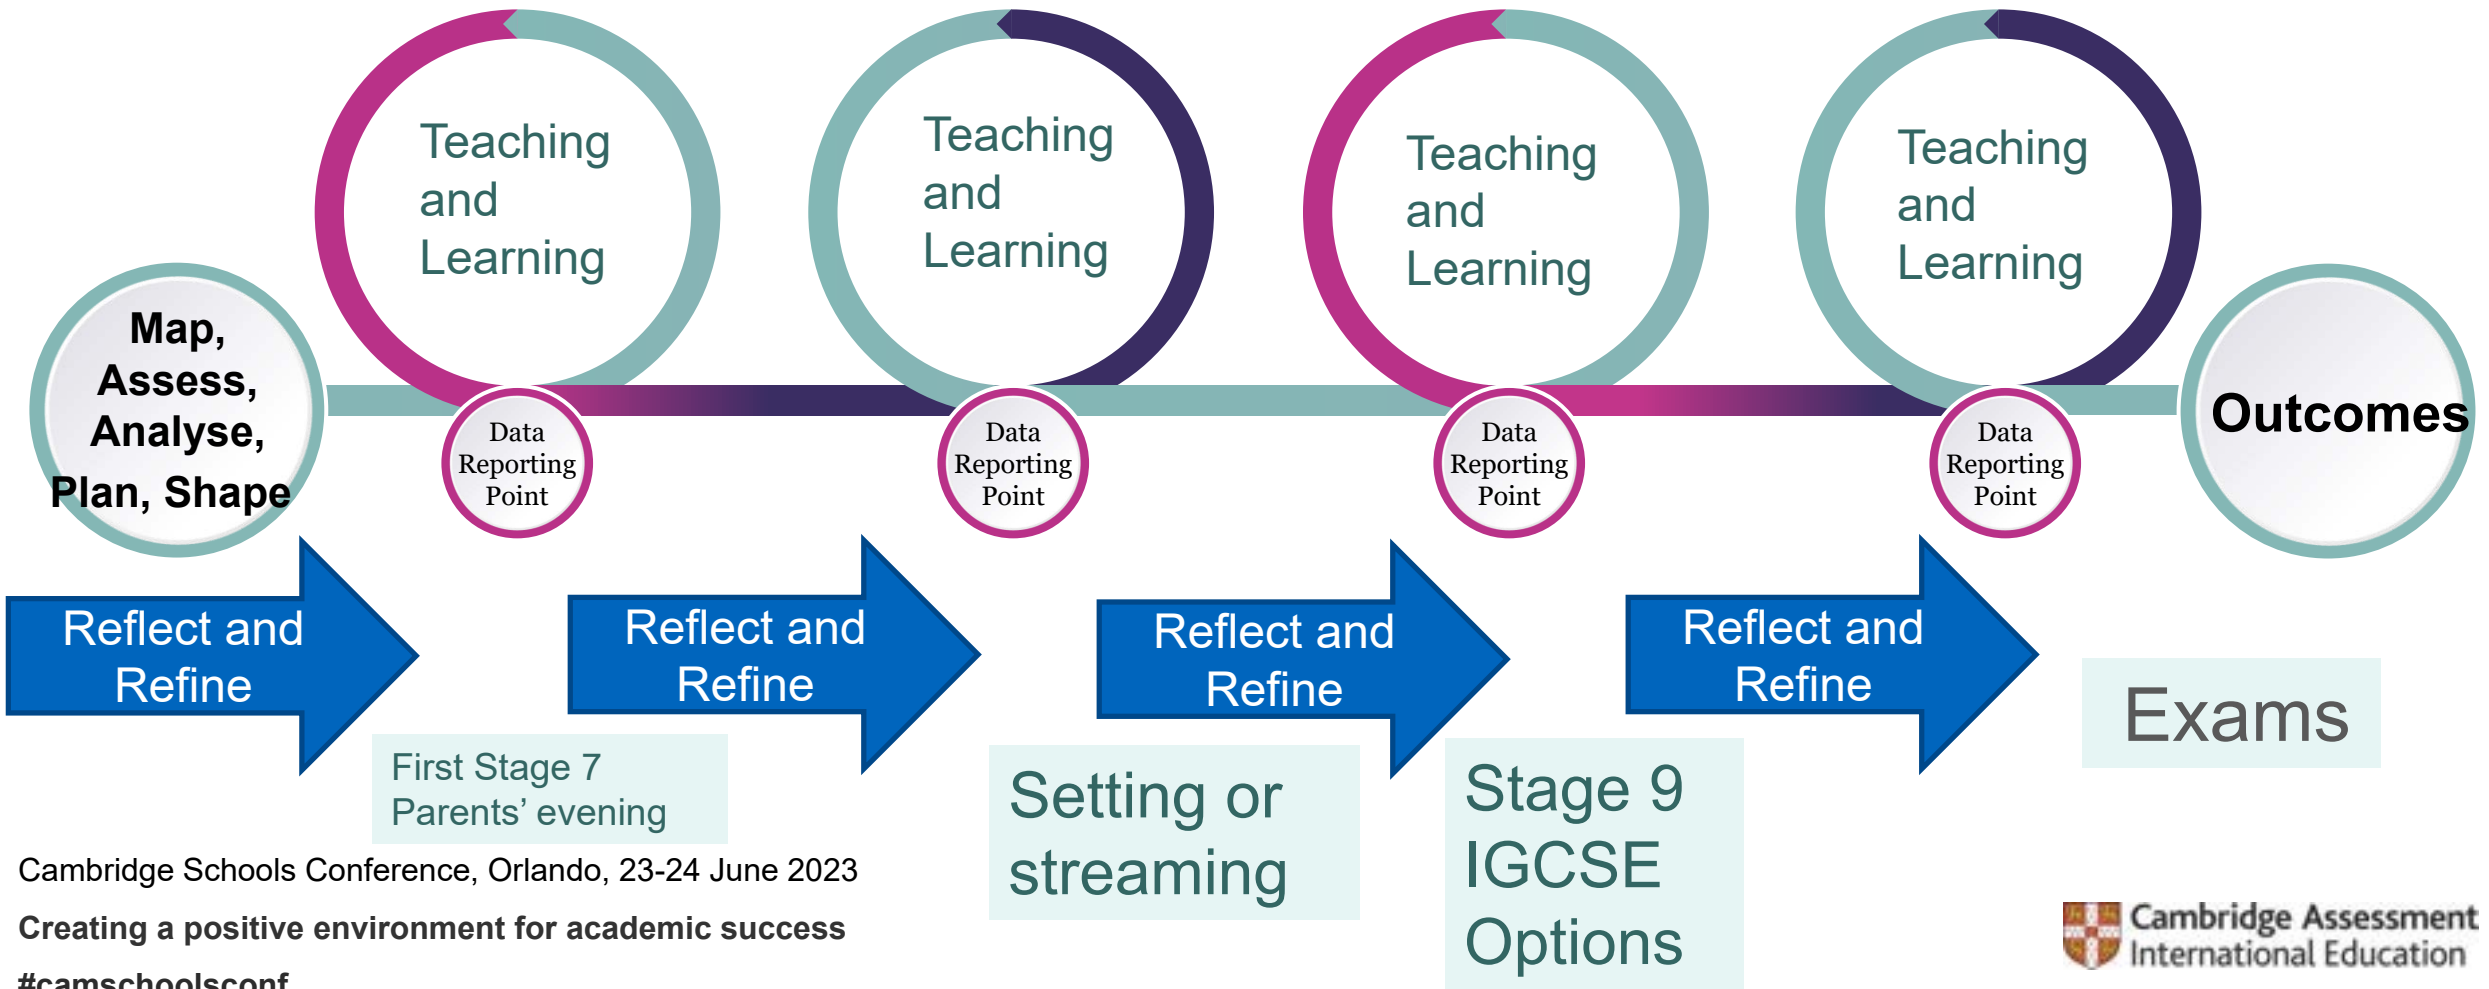 Teaching
and
Learning
Teaching
and
Learning
Teaching
and
Learning
Teaching
and
Learning
Map,
Assess,
Analyse,
Plan, Shape
Outcomes
Data
Reporting
Point
Data
Reporting
Point
Data
Reporting
Point
Data
Reporting
Point
Reflect and
Refine
Reflect and
Refine
Reflect and
Refine
Reflect and
Refine
First Stage 7
Parents’ evening
Setting or
streaming
Stage 9
IGCSE
Options
Exams
Cambridge Schools Conference, Orlando, 23-24 June 2023
Creating a positive environment for academic success
#camschoolsconf
Cambridge Assessment
International Education